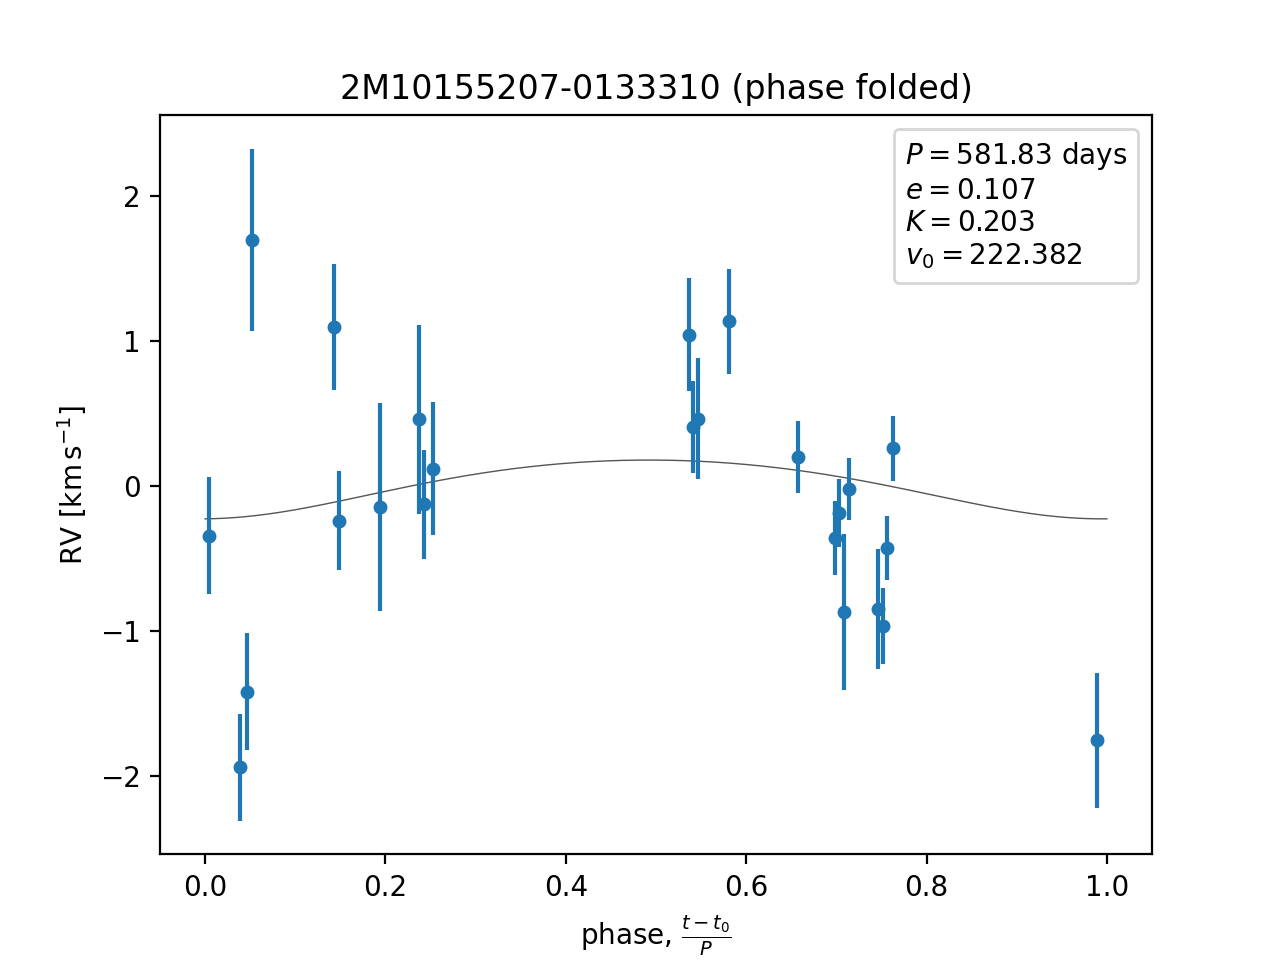 2M10155207-0133310 (phase folded)
P = 581.83 days
e = 0.107
K = 0.203
v₀ = 222.382
2
1
0
−1
−2
RV [km s⁻¹]
0.0 0.2 0.4 0.6 0.8 1.0
phase, (t − t₀)/P